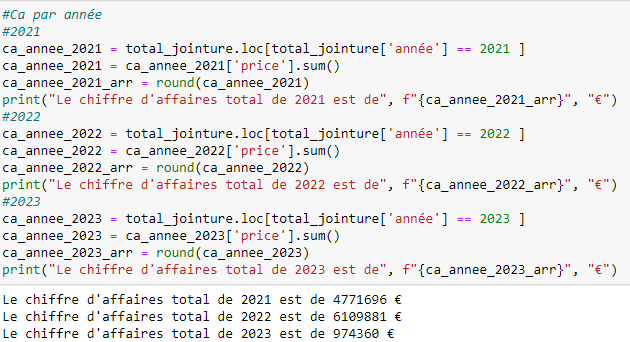 #Ca par année
#2021
ca_annee_2021 = total_jointure.loc[total_jointure['année'] == 2021 ]
ca_annee_2021 = ca_annee_2021['price'].sum()
ca_annee_2021_arr = round(ca_annee_2021)
print("Le chiffre d'affaires total de 2021 est de", f"{ca_annee_2021_arr}", "€")
#2022
ca_annee_2022 = total_jointure.loc[total_jointure['année'] == 2022 ]
ca_annee_2022 = ca_annee_2022['price'].sum()
ca_annee_2022_arr = round(ca_annee_2022)
print("Le chiffre d'affaires total de 2022 est de", f"{ca_annee_2022_arr}", "€")
#2023
ca_annee_2023 = total_jointure.loc[total_jointure['année'] == 2023 ]
ca_annee_2023 = ca_annee_2023['price'].sum()
ca_annee_2023_arr = round(ca_annee_2023)
print("Le chiffre d'affaires total de 2023 est de", f"{ca_annee_2023_arr}", "€")
Le chiffre d'affaires total de 2021 est de 4771696 €
Le chiffre d'affaires total de 2022 est de 6109881 €
Le chiffre d'affaires total de 2023 est de 974360 €